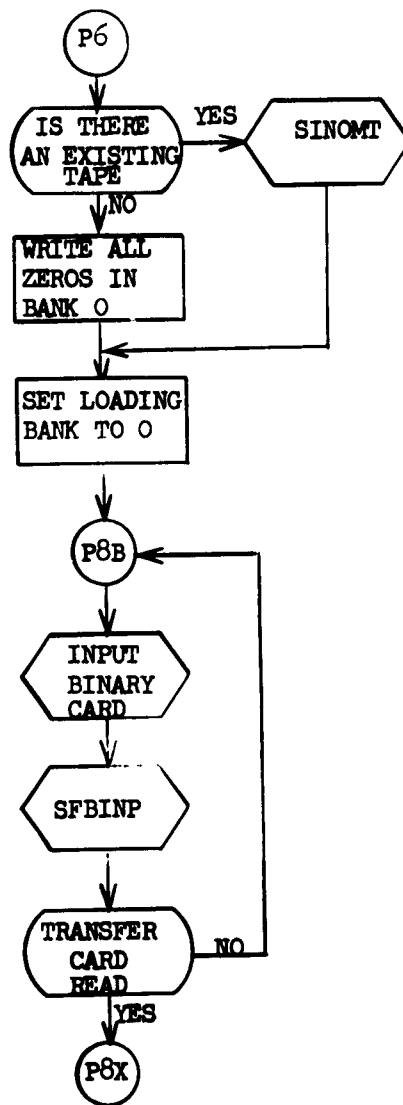 P6
IS THERE
AN EXISTING
TAPE
YES
SINOMT
NO
WRITE ALL
ZEROS IN
BANK 0
SET LOADING
BANK TO 0
P8B
INPUT
BINARY
CARD
SFBINP
TRANSFER
CARD
READ
NO
YES
P8X